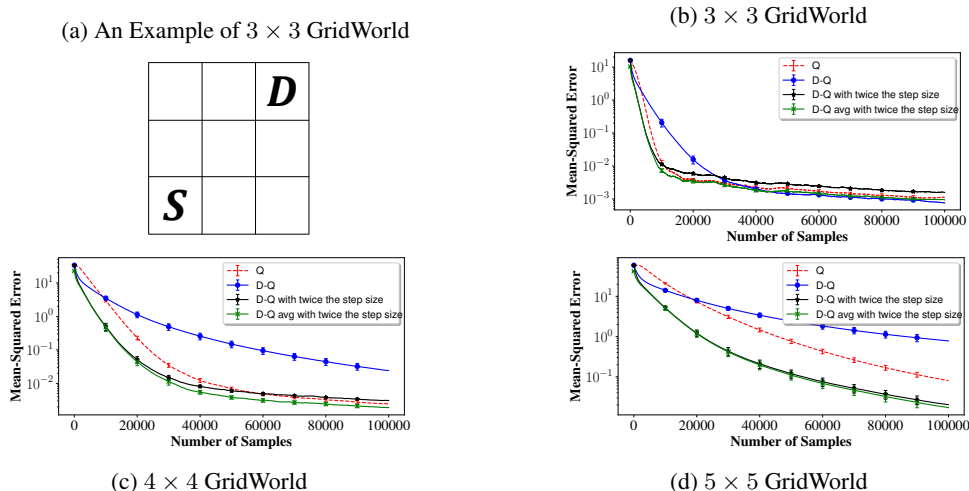 (a) An Example of 3 × 3 GridWorld
D
S
(b) 3 × 3 GridWorld
Mean-Squared Error
10¹
10⁰
10⁻¹
10⁻²
10⁻³
Q
D-Q
D-Q with twice the step size
D-Q avg with twice the step size
0 20000 40000 60000 80000 100000
Number of Samples
Mean-Squared Error
10¹
10⁰
10⁻¹
10⁻²
Q
D-Q
D-Q with twice the step size
D-Q avg with twice the step size
0 20000 40000 60000 80000 100000
Number of Samples
(c) 4 × 4 GridWorld
Mean-Squared Error
10¹
10⁰
10⁻¹
Q
D-Q
D-Q with twice the step size
D-Q avg with twice the step size
0 20000 40000 60000 80000 100000
Number of Samples
(d) 5 × 5 GridWorld